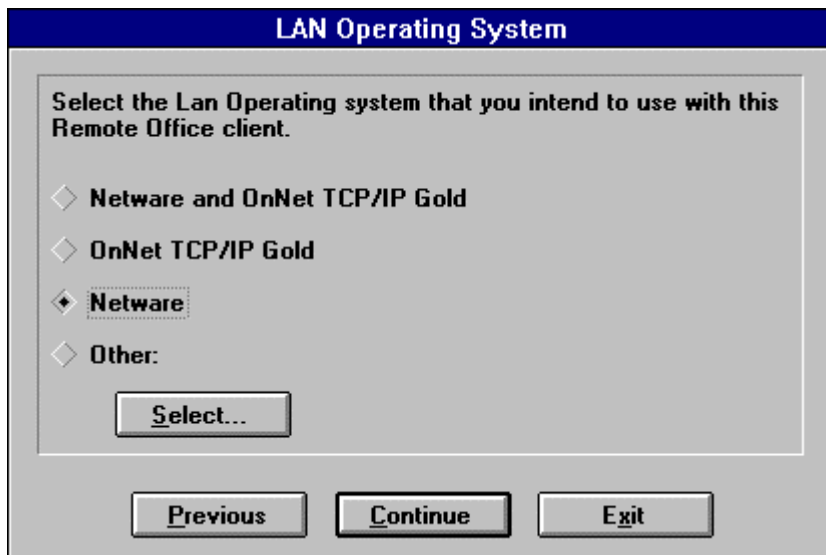 LAN Operating System
Select the Lan Operating system that you intend to use with this
Remote Office client.
Netware and OnNet TCP/IP Gold
OnNet TCP/IP Gold
Netware
Other:
Select...
Previous Continue Exit